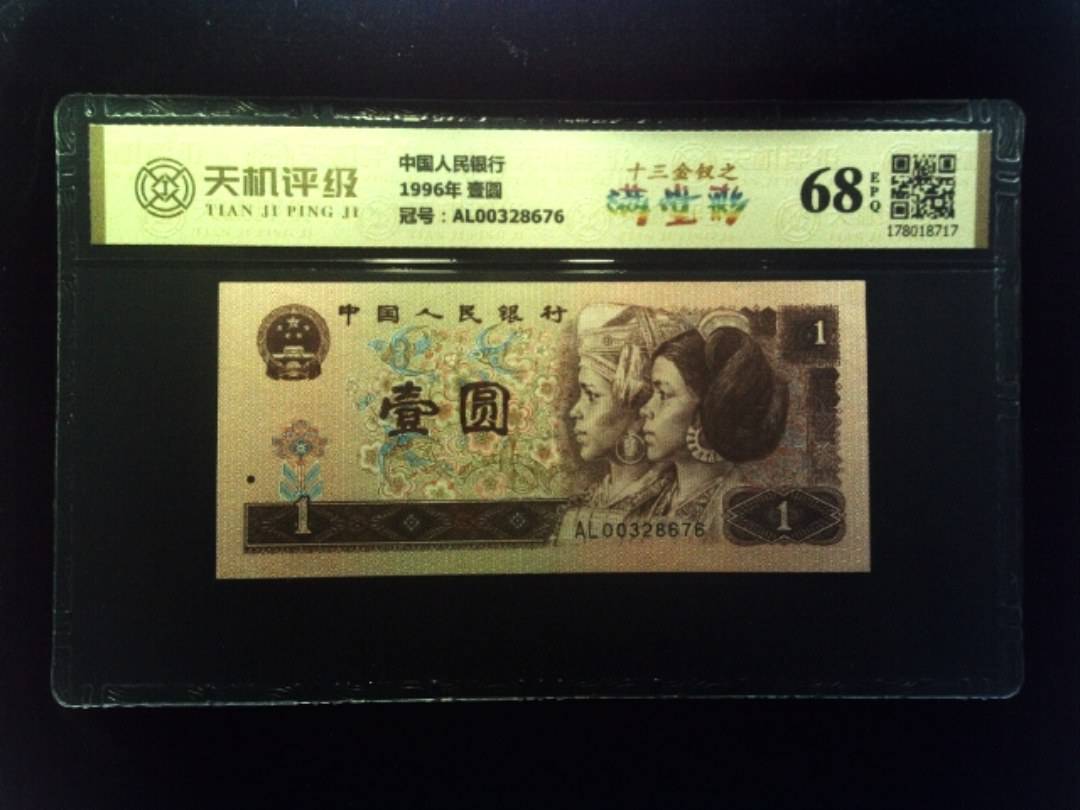 天机评级
TIAN JI PING JI
中国人民银行
1996年 壹圆
冠号：AL00328676
十三金钗之
满堂彩
68 EPQ
178018717
中国人民银行
壹圆
1
1
1
AL00328676